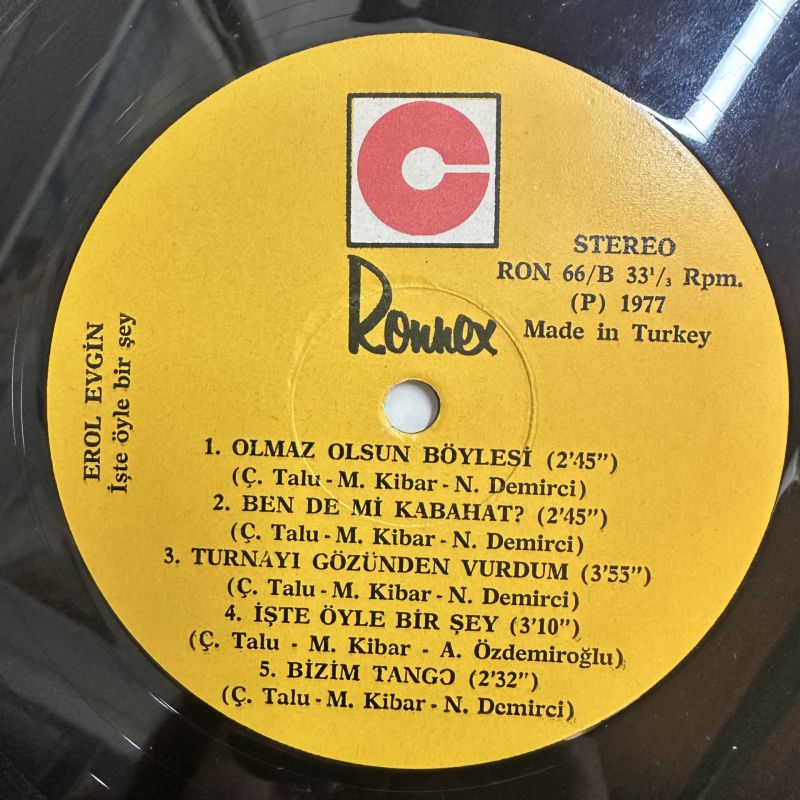 Ronnex
STEREO
RON 66/B 33¹/₃ Rpm.
(P) 1977
Made in Turkey
EROL EVGİN
İşte öyle bir şey
1. OLMAZ OLSUN BÖYLESİ (2'45")
(Ç. Talu - M. Kibar - N. Demirci)
2. BEN DE Mİ KABAHAT? (2'45")
(Ç. Talu - M. Kibar - N. Demirci)
3. TURNAYI GÖZÜNDEN VURDUM (3'55")
(Ç. Talu - M. Kibar - N. Demirci)
4. İŞTE ÖYLE BİR ŞEY (3'10")
(Ç. Talu - M. Kibar - A. Özdemiroğlu)
5. BİZİM TANGO (2'32")
(Ç. Talu - M. Kibar - N. Demirci)